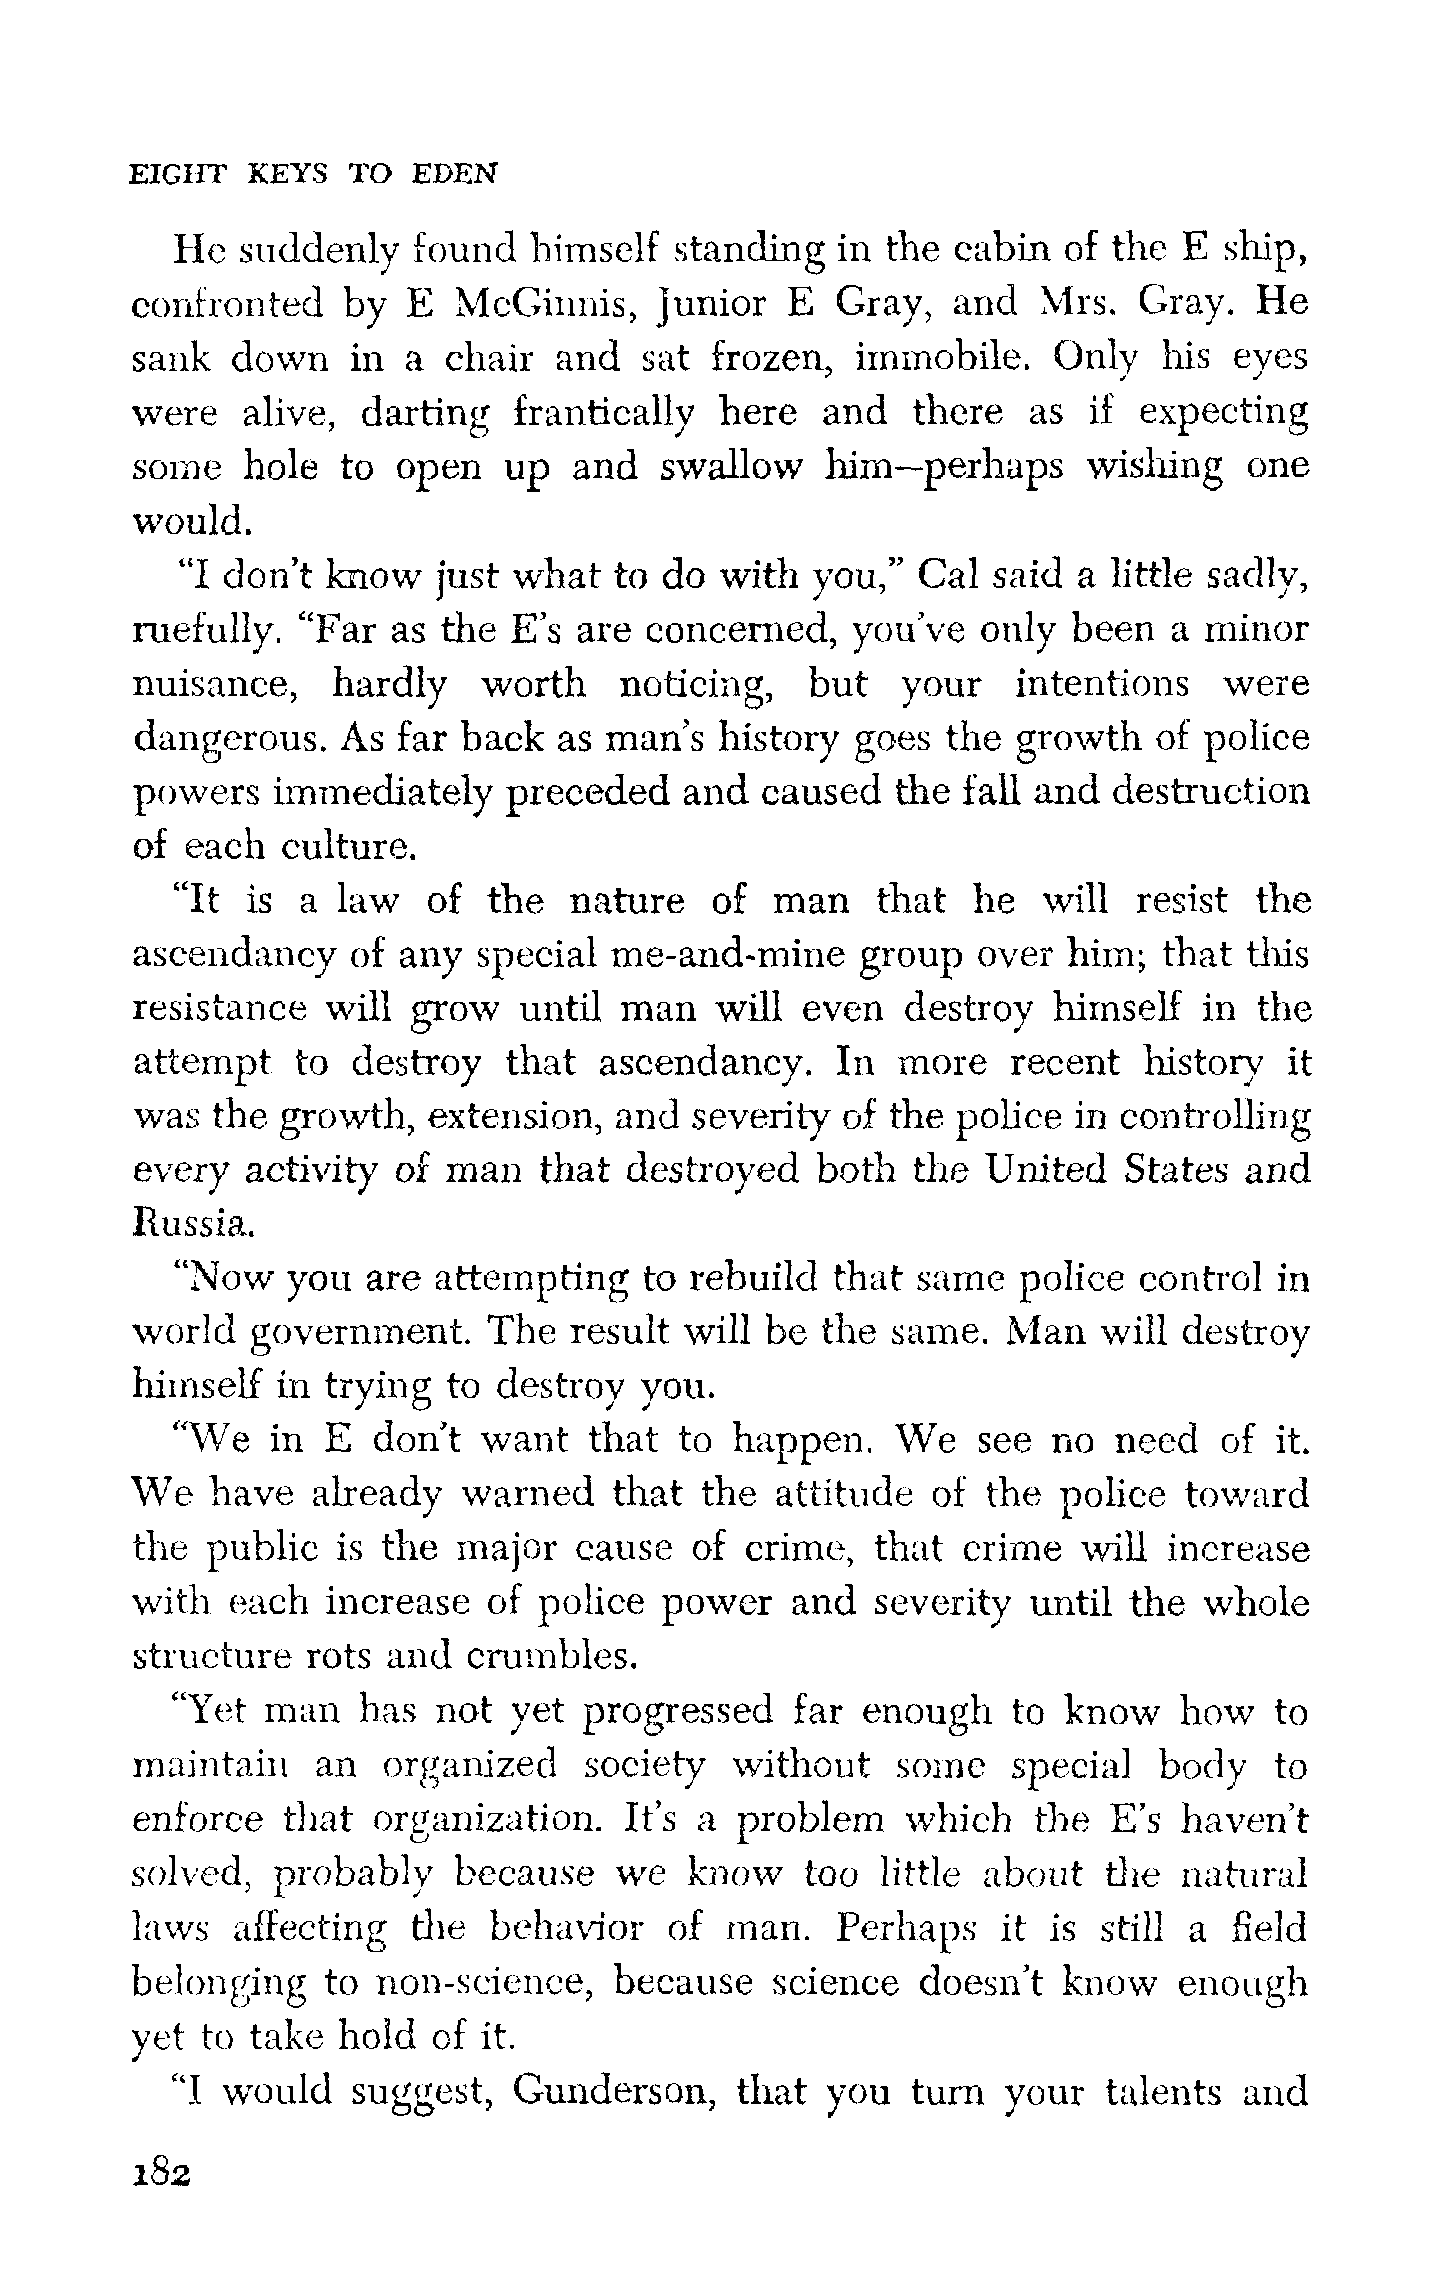 EIGHT KEYS TO EDEN
He suddenly found himself standing in the cabin of the E ship,
confronted by E McGinnis, Junior E Gray, and Mrs. Gray. He
sank down in a chair and sat frozen, immobile. Only his eyes
were alive, darting frantically here and there as if expecting
some hole to open up and swallow him—perhaps wishing one
would.
“I don’t know just what to do with you,” Cal said a little sadly,
ruefully. “Far as the E’s are concerned, you’ve only been a minor
nuisance, hardly worth noticing, but your intentions were
dangerous. As far back as man’s history goes the growth of police
powers immediately preceded and caused the fall and destruction
of each culture.
“It is a law of the nature of man that he will resist the
ascendancy of any special me-and-mine group over him; that this
resistance will grow until man will even destroy himself in the
attempt to destroy that ascendancy. In more recent history it
was the growth, extension, and severity of the police in controlling
every activity of man that destroyed both the United States and
Russia.
“Now you are attempting to rebuild that same police control in
world government. The result will be the same. Man will destroy
himself in trying to destroy you.
“We in E don’t want that to happen. We see no need of it.
We have already warned that the attitude of the police toward
the public is the major cause of crime, that crime will increase
with each increase of police power and severity until the whole
structure rots and crumbles.
“Yet man has not yet progressed far enough to know how to
maintain an organized society without some special body to
enforce that organization. It’s a problem which the E’s haven’t
solved, probably because we know too little about the natural
laws affecting the behavior of man. Perhaps it is still a field
belonging to non-science, because science doesn’t know enough
yet to take hold of it.
“I would suggest, Gunderson, that you turn your talents and
182